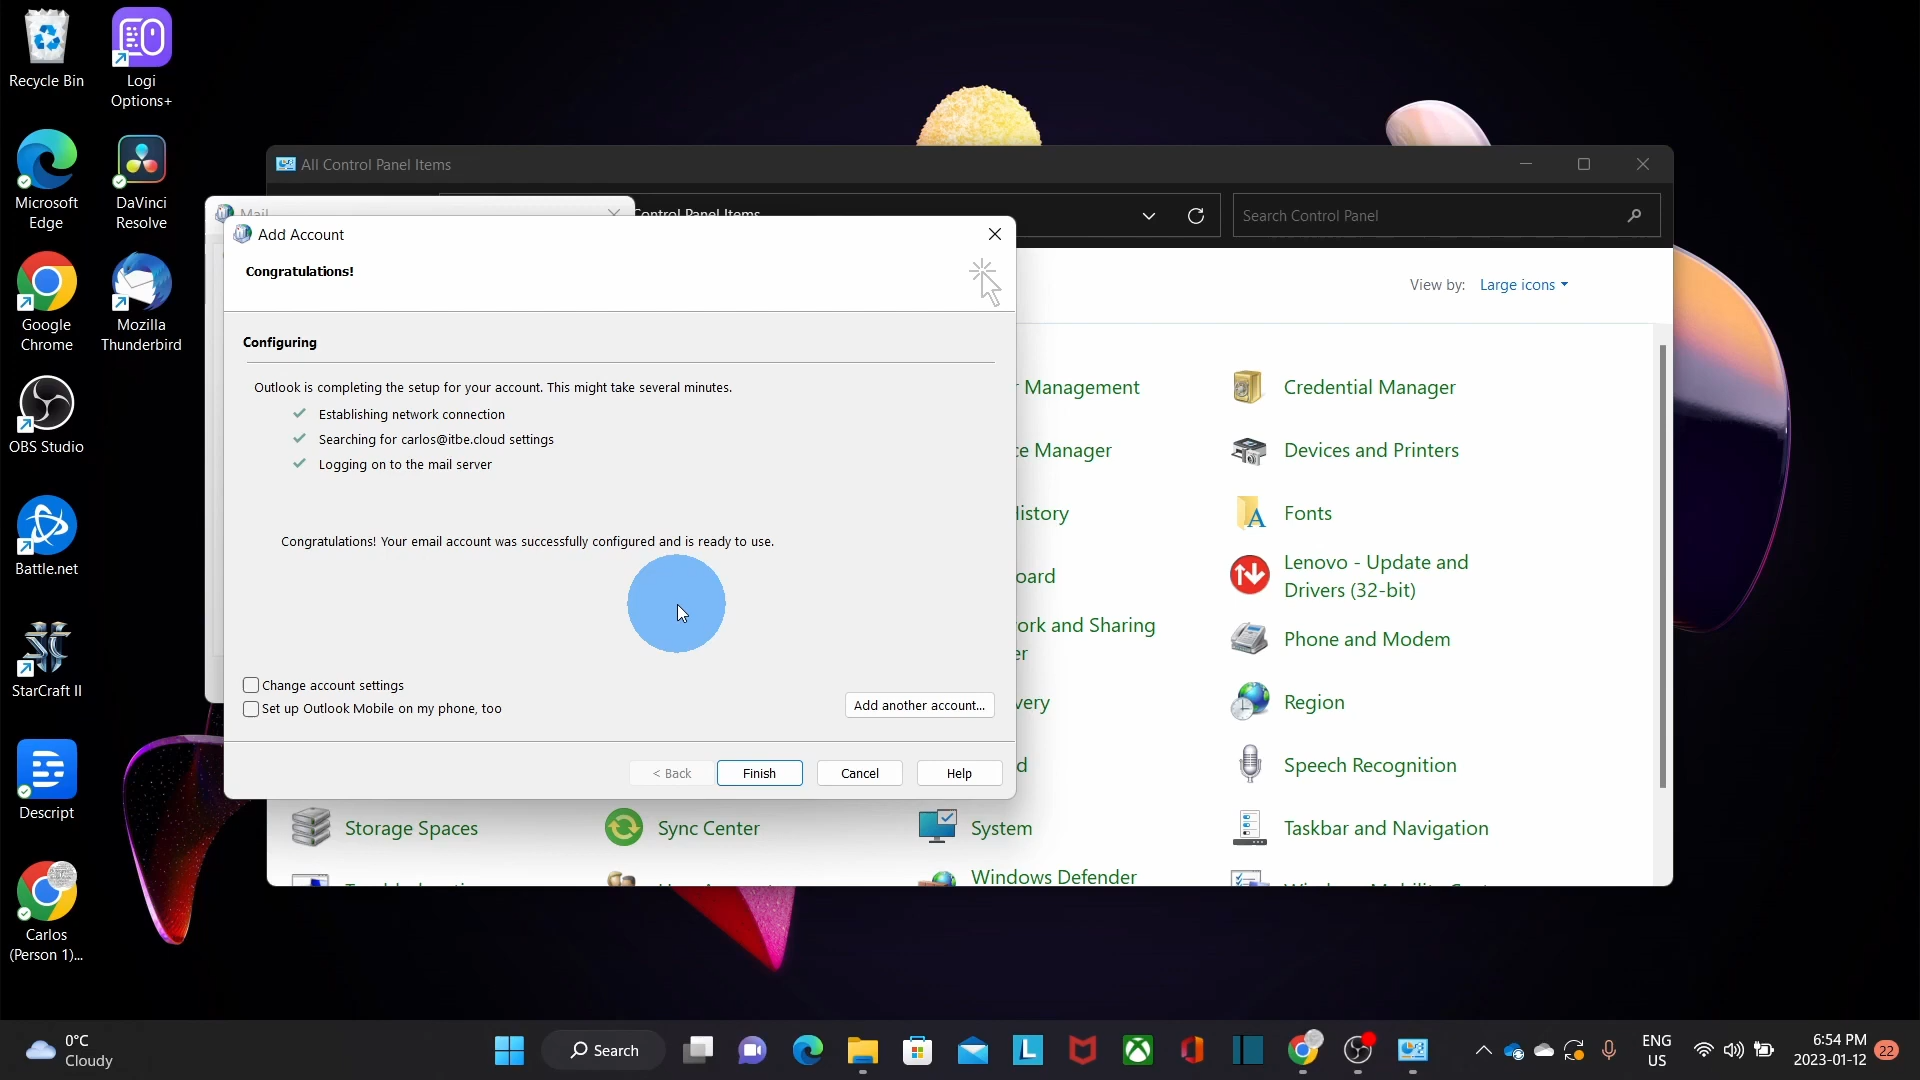 Recycle Bin
Logi
Options+
Microsoft
Edge
DaVinci
Resolve
Google
Chrome
Mozilla
Thunderbird
OBS Studio
Battle.net
StarCraft II
Descript
Carlos
(Person 1)...
All Control Panel Items
Control Panel Items
Search Control Panel
Mail
View by: Large icons
Add Account
Congratulations!
Configuring
Outlook is completing the setup for your account. This might take several minutes.
Establishing network connection
Searching for carlos@itbe.cloud settings
Logging on to the mail server
Congratulations! Your email account was successfully configured and is ready to use.
Change account settings
Set up Outlook Mobile on my phone, too
Add another account...
< Back
Finish
Cancel
Help
Management
Credential Manager
Manager
Devices and Printers
History
Fonts
Lenovo - Update and
Drivers (32-bit)
ork and Sharing
er
Phone and Modem
very
Region
Speech Recognition
Storage Spaces
Sync Center
System
Taskbar and Navigation
Windows Defender
0°C
Cloudy
Search
ENG
US
6:54 PM
2023-01-12
22